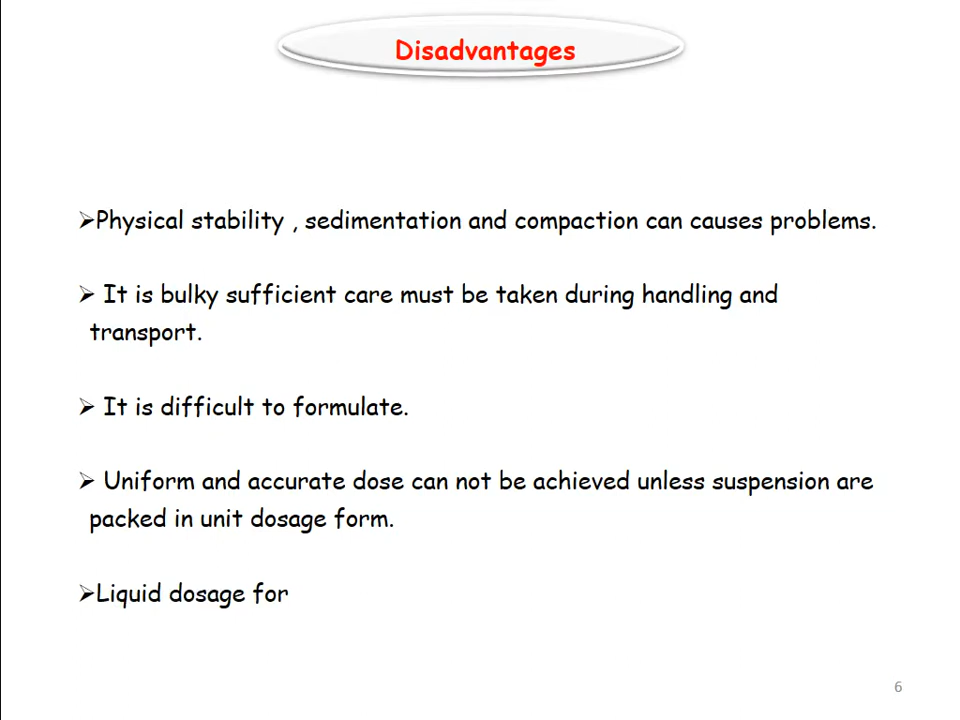 Disadvantages
➢Physical stability , sedimentation and compaction can causes problems.
➢ It is bulky sufficient care must be taken during handling and
transport.
➢ It is difficult to formulate.
➢ Uniform and accurate dose can not be achieved unless suspension are
packed in unit dosage form.
➢Liquid dosage for
6